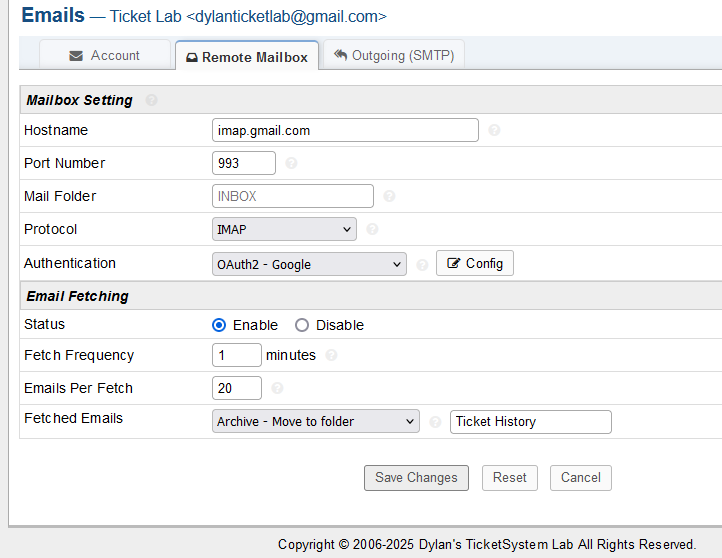 Emails — Ticket Lab <dylanticketlab@gmail.com>
Account Remote Mailbox Outgoing (SMTP)
Mailbox Setting ?
Hostname imap.gmail.com ?
Port Number 993 ?
Mail Folder INBOX ?
Protocol IMAP ?
Authentication OAuth2 - Google ? Config
Email Fetching
Status Enable Disable
Fetch Frequency 1 minutes ?
Emails Per Fetch 20 ?
Fetched Emails Archive - Move to folder ? Ticket History
Save Changes Reset Cancel
Copyright © 2006-2025 Dylan's TicketSystem Lab All Rights Reserved.